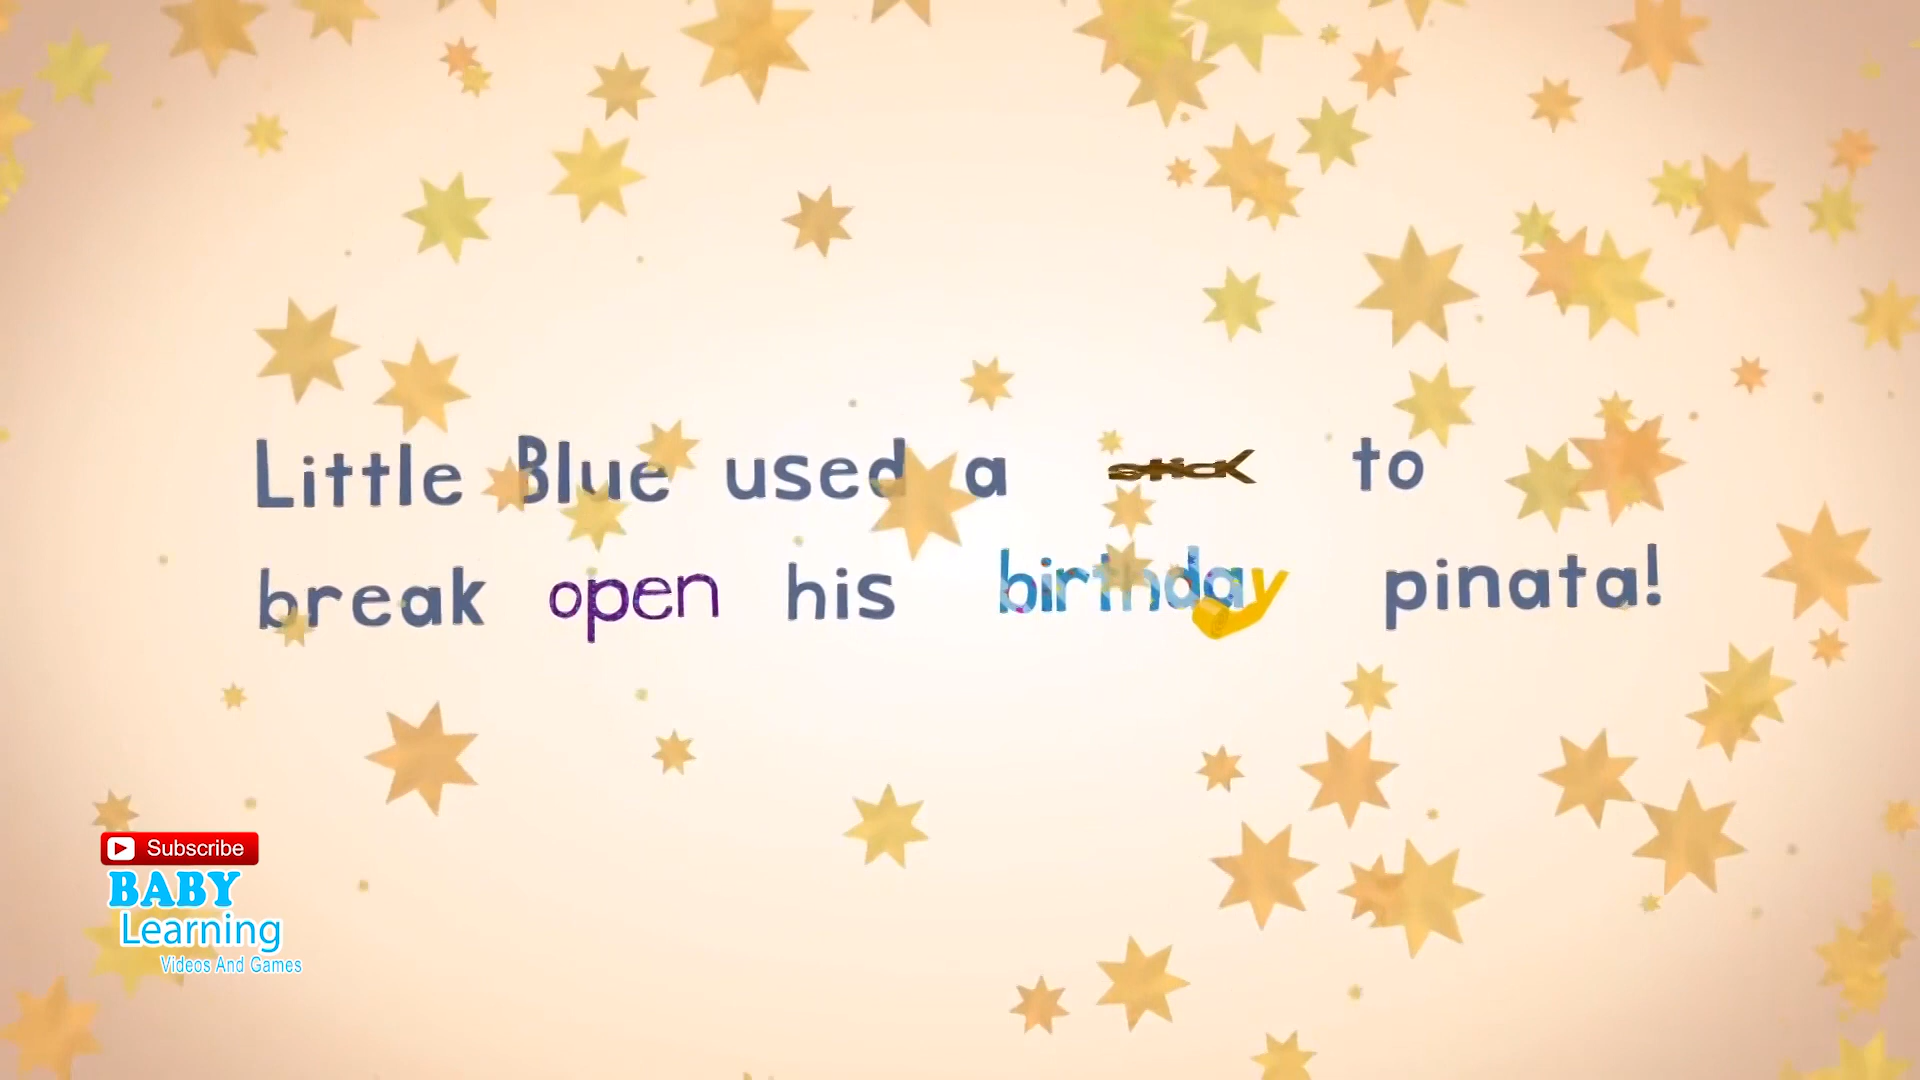 Little Blue used a stick to
break open his birthday pinata!
Subscribe
BABY
Learning
Videos And Games